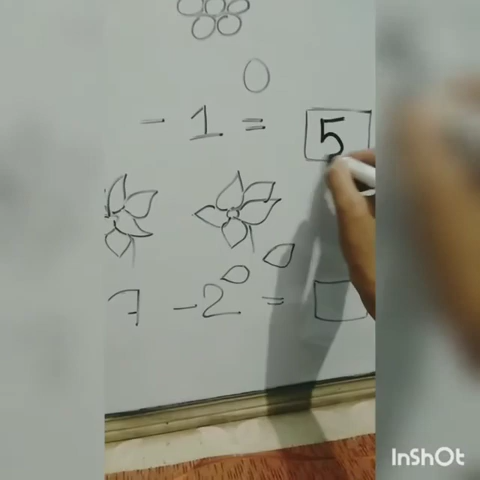 - 1 = 5
7 - 2 =
InShOt